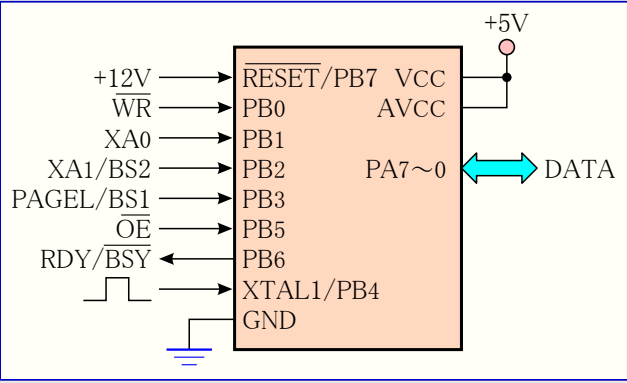 +5V
+12V RESET/PB7 VCC
WR PB0 AVCC
XA0 PB1
XA1/BS2 PB2 PA7～0 DATA
PAGEL/BS1 PB3
OE PB5
RDY/BSY PB6
XTAL1/PB4
GND